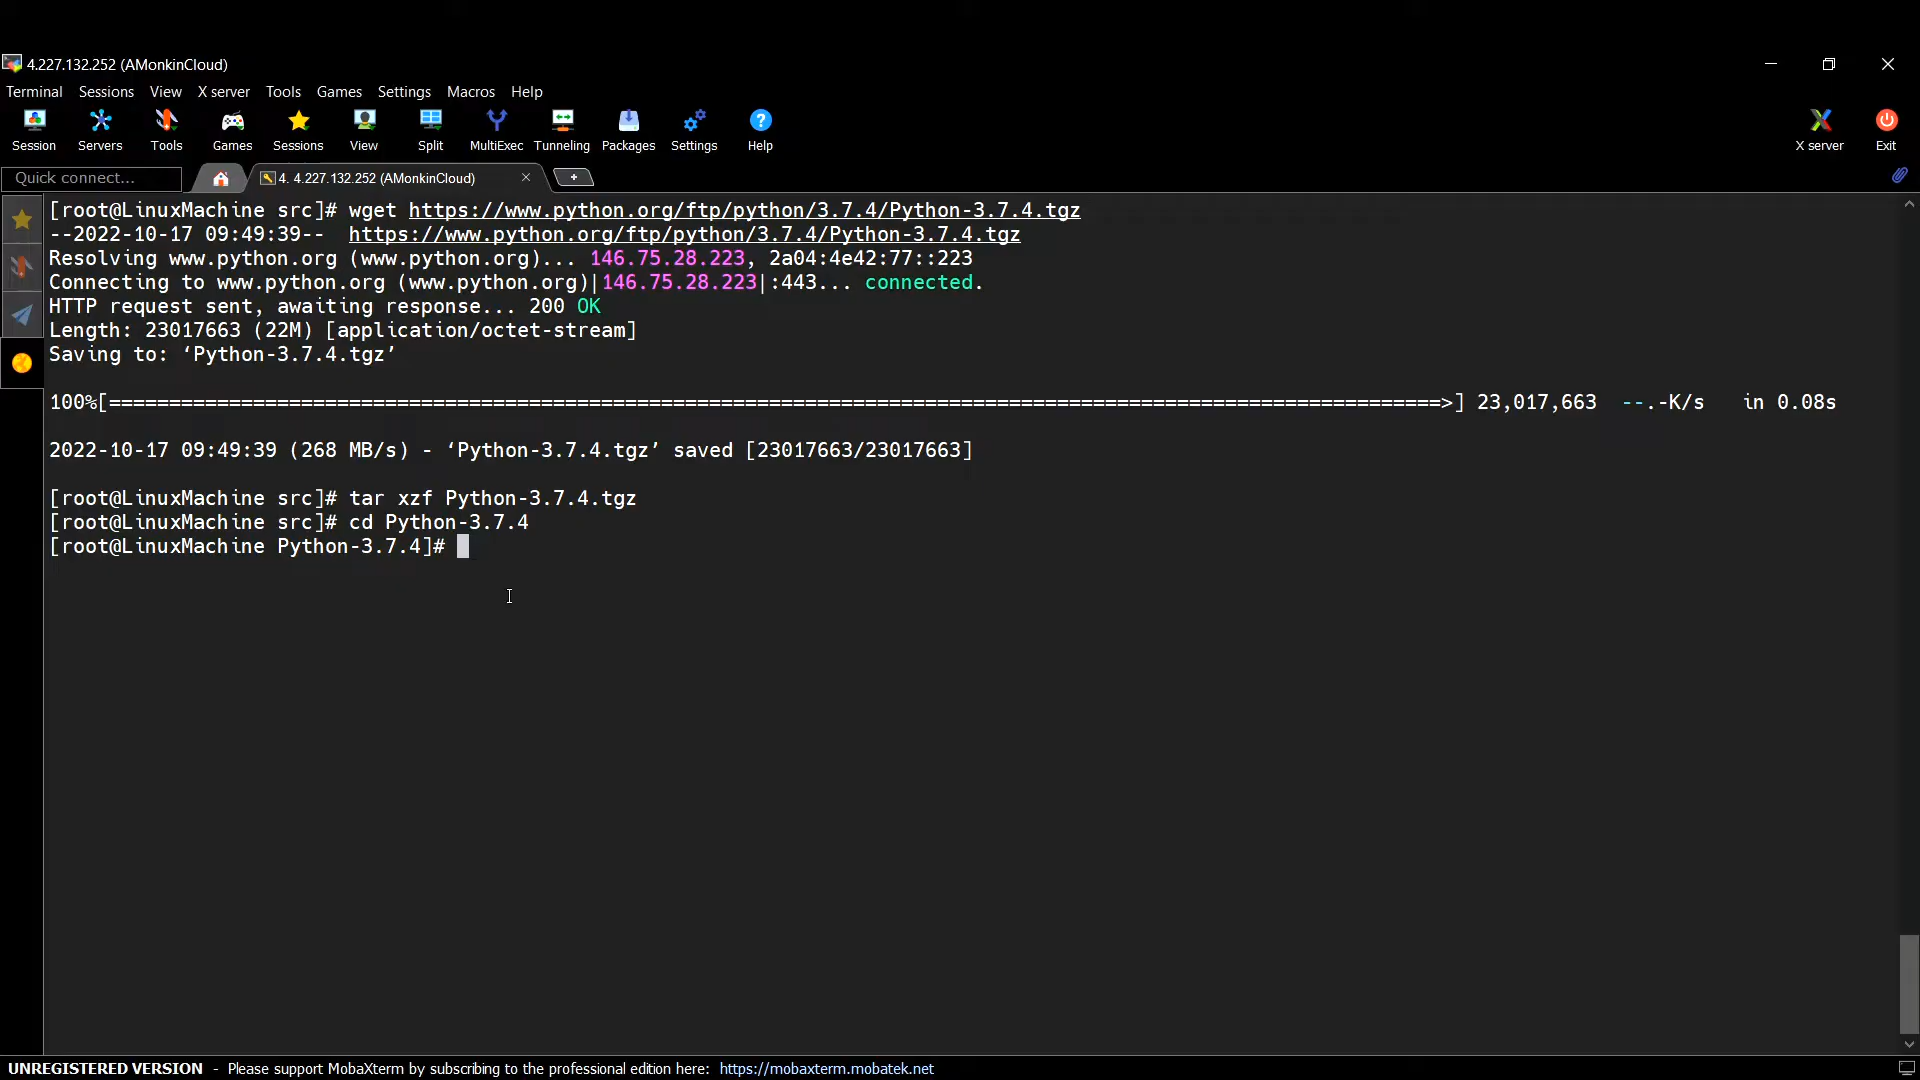 4.227.132.252 (AMonkinCloud)
Terminal Sessions View X server Tools Games Settings Macros Help
Session Servers Tools Games Sessions View Split MultiExec Tunneling Packages Settings Help X server Exit
Quick connect... 4. 4.227.132.252 (AMonkinCloud)
[root@LinuxMachine src]# wget https://www.python.org/ftp/python/3.7.4/Python-3.7.4.tgz
--2022-10-17 09:49:39-- https://www.python.org/ftp/python/3.7.4/Python-3.7.4.tgz
Resolving www.python.org (www.python.org)... 146.75.28.223, 2a04:4e42:77::223
Connecting to www.python.org (www.python.org)|146.75.28.223|:443... connected.
HTTP request sent, awaiting response... 200 OK
Length: 23017663 (22M) [application/octet-stream]
Saving to: ‘Python-3.7.4.tgz’
100%[===============================================================================================================>] 23,017,663 --.-K/s in 0.08s
2022-10-17 09:49:39 (268 MB/s) - ‘Python-3.7.4.tgz’ saved [23017663/23017663]
[root@LinuxMachine src]# tar xzf Python-3.7.4.tgz
[root@LinuxMachine src]# cd Python-3.7.4
[root@LinuxMachine Python-3.7.4]#
UNREGISTERED VERSION - Please support MobaXterm by subscribing to the professional edition here: https://mobaxterm.mobatek.net